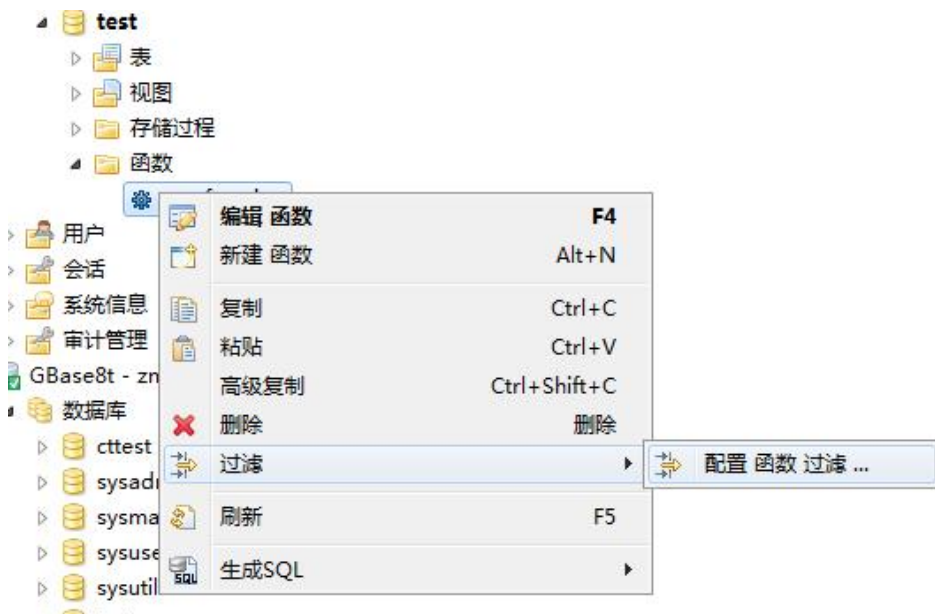 test
表
视图
存储过程
函数
编辑 函数 F4
用户
新建 函数 Alt+N
会话
系统信息
复制 Ctrl+C
审计管理
粘贴 Ctrl+V
GBase8t - zn
高级复制 Ctrl+Shift+C
数据库
删除 删除
cttest
过滤
配置 函数 过滤 ...
sysadm
sysma
刷新 F5
sysuse
生成SQL
sysutil